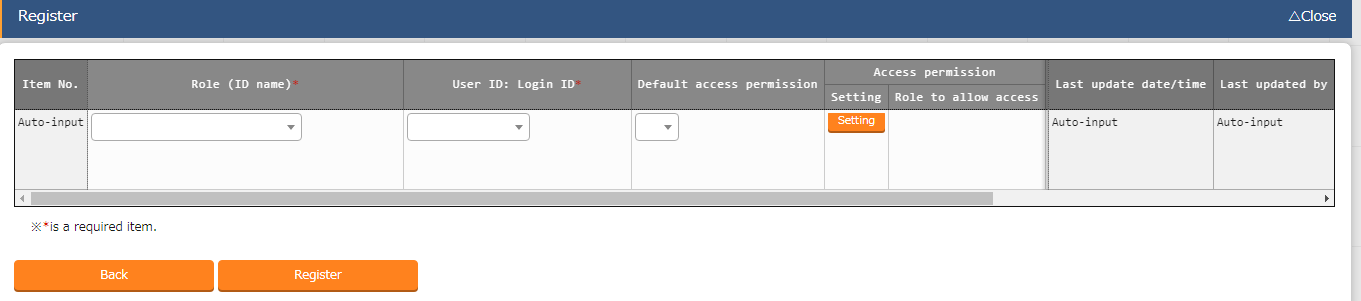 Register △Close
Item No. Role (ID name)* User ID: Login ID* Default access permission Access permission Last update date/time Last updated by
Setting Role to allow access
Auto-input Setting Auto-input Auto-input
※*is a required item.
Back Register